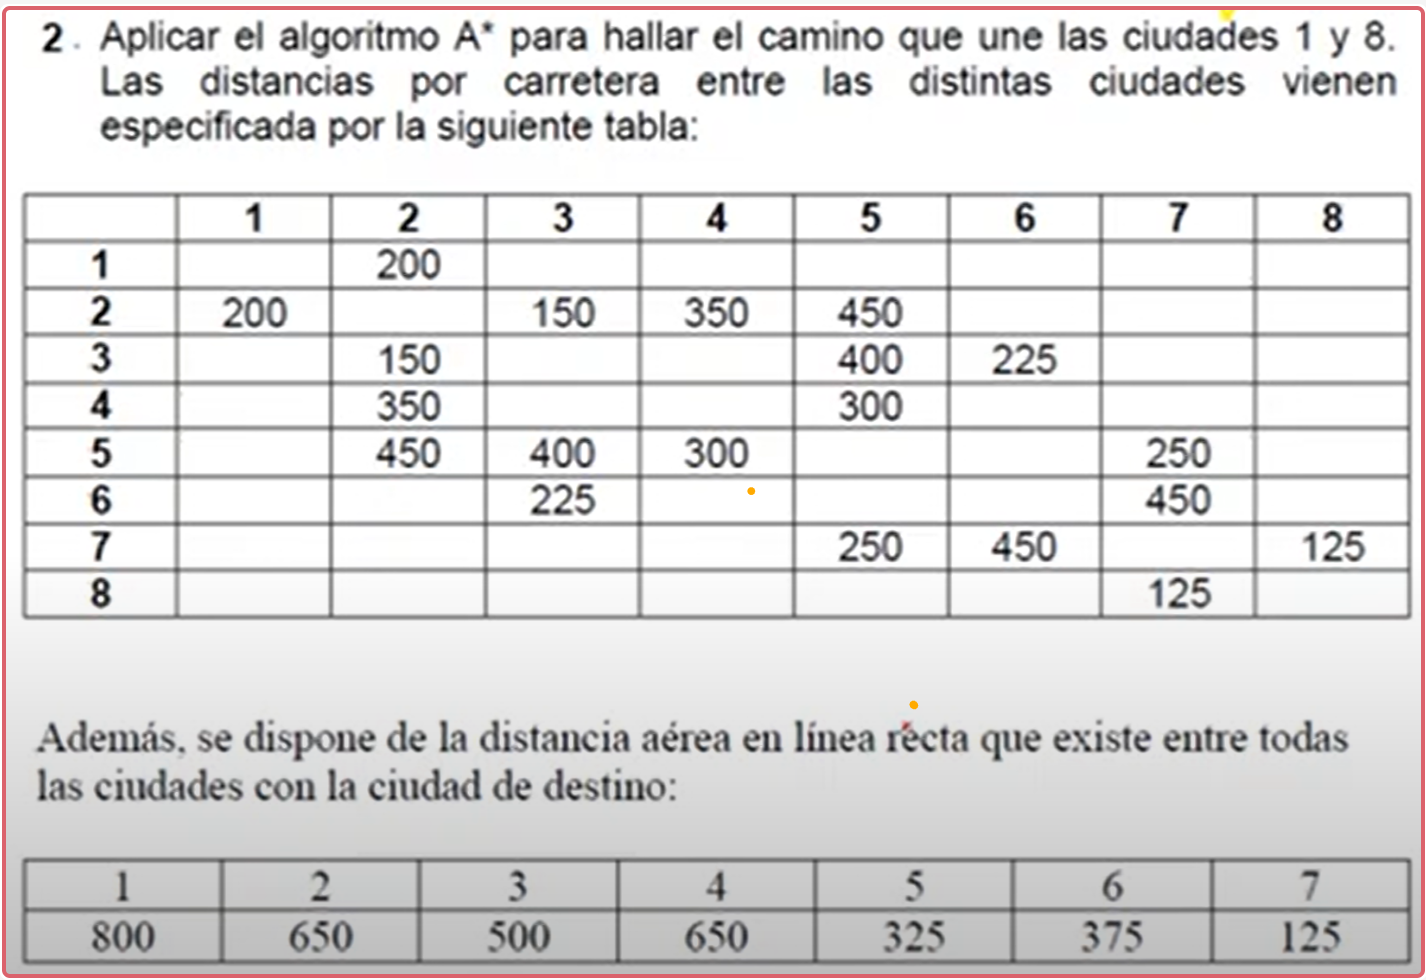 2. Aplicar el algoritmo A* para hallar el camino que une las ciudades 1 y 8.
Las distancias por carretera entre las distintas ciudades vienen
especificada por la siguiente tabla:
1 2 3 4 5 6 7 8
1 200
2 200 150 350 450
3 150 400 225
4 350 300
5 450 400 300 250
6 225 450
7 250 450 125
8 125
Además, se dispone de la distancia aérea en línea recta que existe entre todas
las ciudades con la ciudad de destino:
1 2 3 4 5 6 7
800 650 500 650 325 375 125